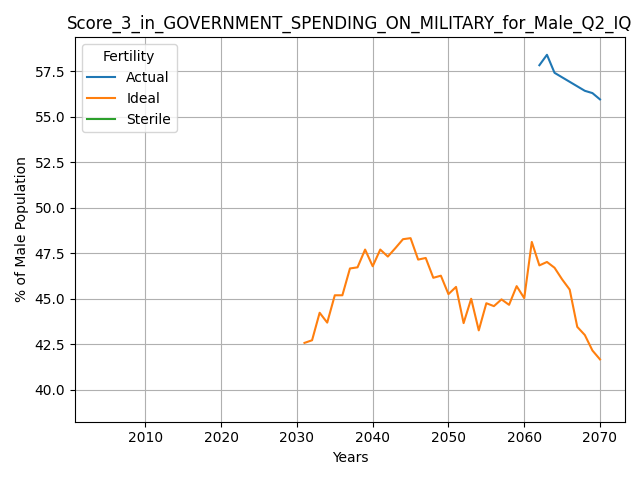 Score_3_in_GOVERNMENT_SPENDING_ON_MILITARY_for_Male_Q2_IQ
Fertility
Actual
Ideal
Sterile
% of Male Population
57.5
55.0
52.5
50.0
47.5
45.0
42.5
40.0
2010 2020 2030 2040 2050 2060 2070
Years